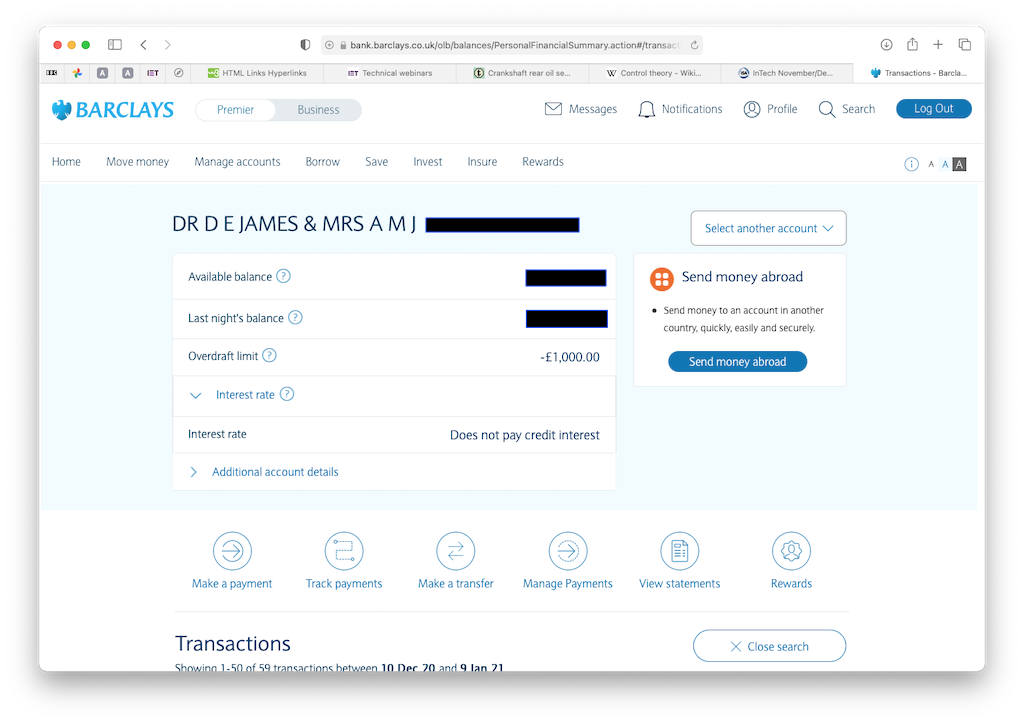 bank.barclays.co.uk/olb/balances/PersonalFinancialSummary.action#/transact
A A IET HTML Links Hyperlinks IET Technical webinars Crankshaft rear oil se... W Control theory – Wiki... InTech November/De... Transactions - Barcla...
BARCLAYS Premier Business Messages Notifications Profile Search Log Out
Home Move money Manage accounts Borrow Save Invest Insure Rewards i A A A
DR D E JAMES & MRS A M J
Select another account
Available balance ?
Last night's balance ?
Overdraft limit ? -£1,000.00
Interest rate ?
Interest rate Does not pay credit interest
Additional account details
Send money abroad
• Send money to an account in another
country, quickly, easily and securely.
Send money abroad
Make a payment Track payments Make a transfer Manage Payments View statements Rewards
Transactions
Close search
Showing 1-50 of 59 transactions between 10 Dec 20 and 9 Jan 21